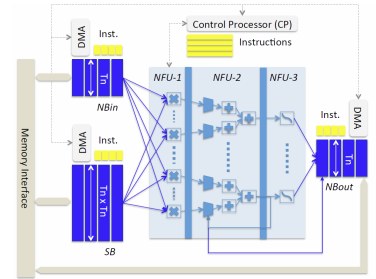 Control Processor (CP)
Instructions
DMA
Inst.
Tn
NBin
DMA
Inst.
Tn x Tn
SB
Memory Interface
NFU-1
NFU-2
NFU-3
DMA
Inst.
Tn
NBout